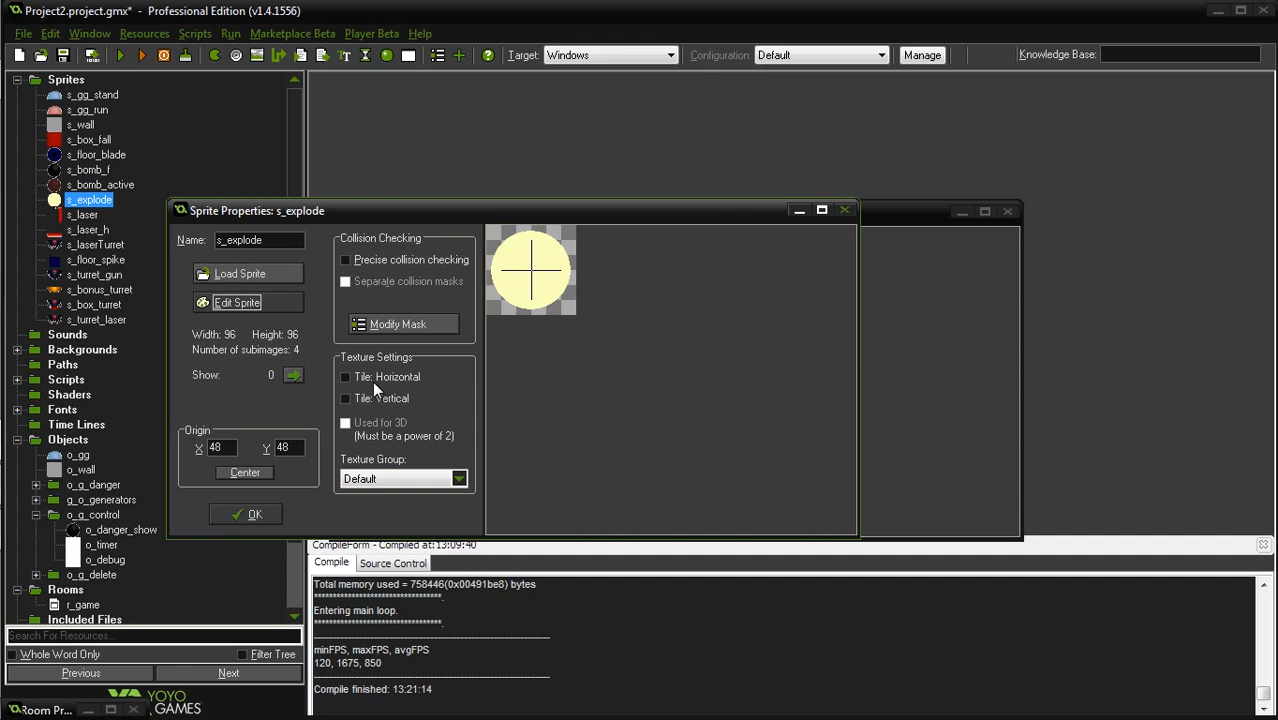 Project2.project.gmx* - Professional Edition (v1.4.1556)
File Edit Window Resources Scripts Run Marketplace Beta Player Beta Help
Target: Windows Configuration: Default Manage Knowledge Base:
Sprites
s_gg_stand
s_gg_run
s_wall
s_box_fall
s_floor_blade
s_bomb_f
s_bomb_active
s_explode
s_laser
s_laser_h
s_laserTurret
s_floor_spike
s_turret_gun
s_bonus_turret
s_box_turret
s_turret_laser
Sounds
Backgrounds
Paths
Scripts
Shaders
Fonts
Time Lines
Objects
o_gg
o_wall
o_g_danger
g_o_generators
o_g_control
o_danger_show
o_timer
o_debug
o_g_delete
Rooms
r_game
Included Files
Search For Resources...
Whole Word Only Filter Tree
Previous Next
YOYO
GAMES
Room Pr...
Sprite Properties: s_explode
Name: s_explode
Load Sprite
Edit Sprite
Width: 96 Height: 96
Number of subimages: 4
Show: 0
Origin
X 48 Y 48
Center
OK
Collision Checking
Precise collision checking
Separate collision masks
Modify Mask
Texture Settings
Tile: Horizontal
Tile: Vertical
Used for 3D
(Must be a power of 2)
Texture Group:
Default
CompileForm - Compiled at:13:09:40
Compile Source Control
Total memory used = 758446(0x00491be8) bytes
**********************************.
Entering main loop.
**********************************.
minFPS, maxFPS, avgFPS
120, 1675, 850
Compile finished: 13:21:14